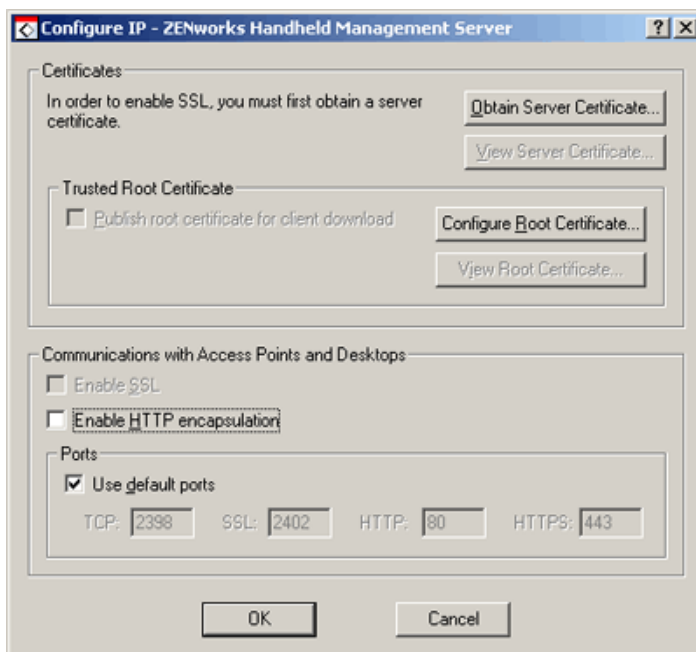 Configure IP - ZENworks Handheld Management Server
Certificates
In order to enable SSL, you must first obtain a server
certificate.
Obtain Server Certificate...
View Server Certificate...
Trusted Root Certificate
Publish root certificate for client download
Configure Root Certificate...
View Root Certificate...
Communications with Access Points and Desktops
Enable SSL
Enable HTTP encapsulation
Ports
Use default ports
TCP: 2398 SSL: 2402 HTTP: 80 HTTPS: 443
OK Cancel